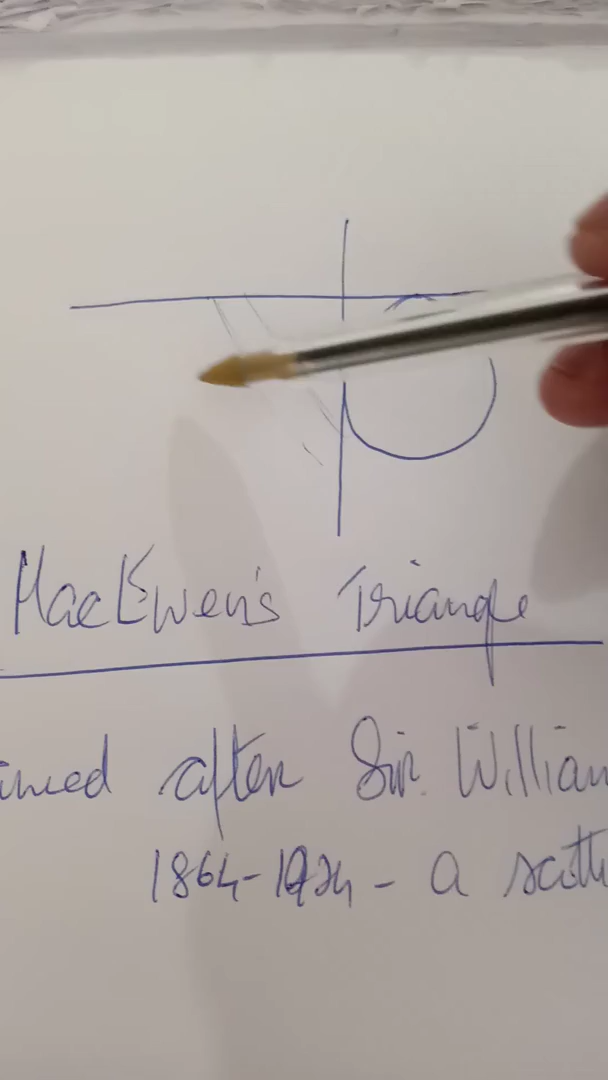 MacEwen's Triangle
amed after Sir. William
1864-1924 - a scotti